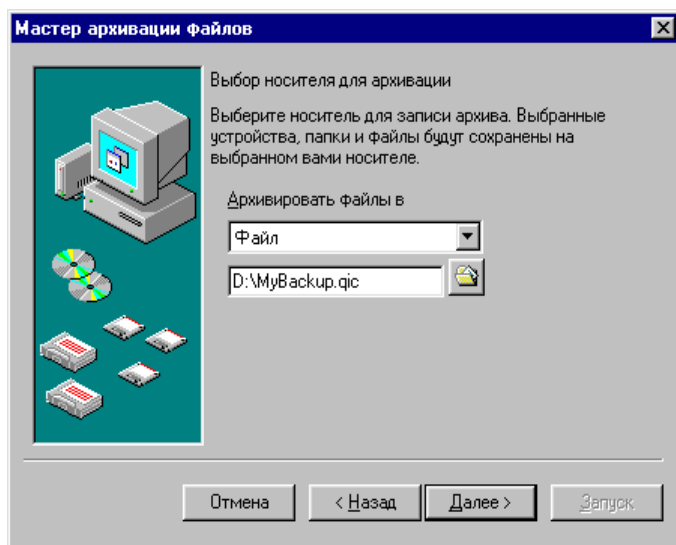 Мастер архивации файлов
Выбор носителя для архивации
Выберите носитель для записи архива. Выбранные
устройства, папки и файлы будут сохранены на
выбранном вами носителе.
Архивировать файлы в
Файл
D:\MyBackup.qic
Отмена
< Назад
Далее >
Запуск